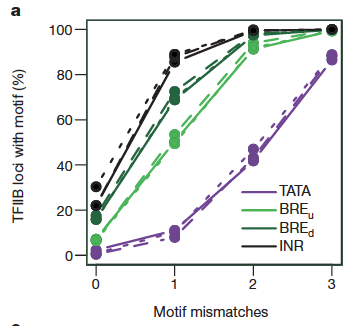 a
TFIIB loci with motif (%)
100
80
60
40
20
0
TATA
BREu
BREd
INR
0 1 2 3
Motif mismatches